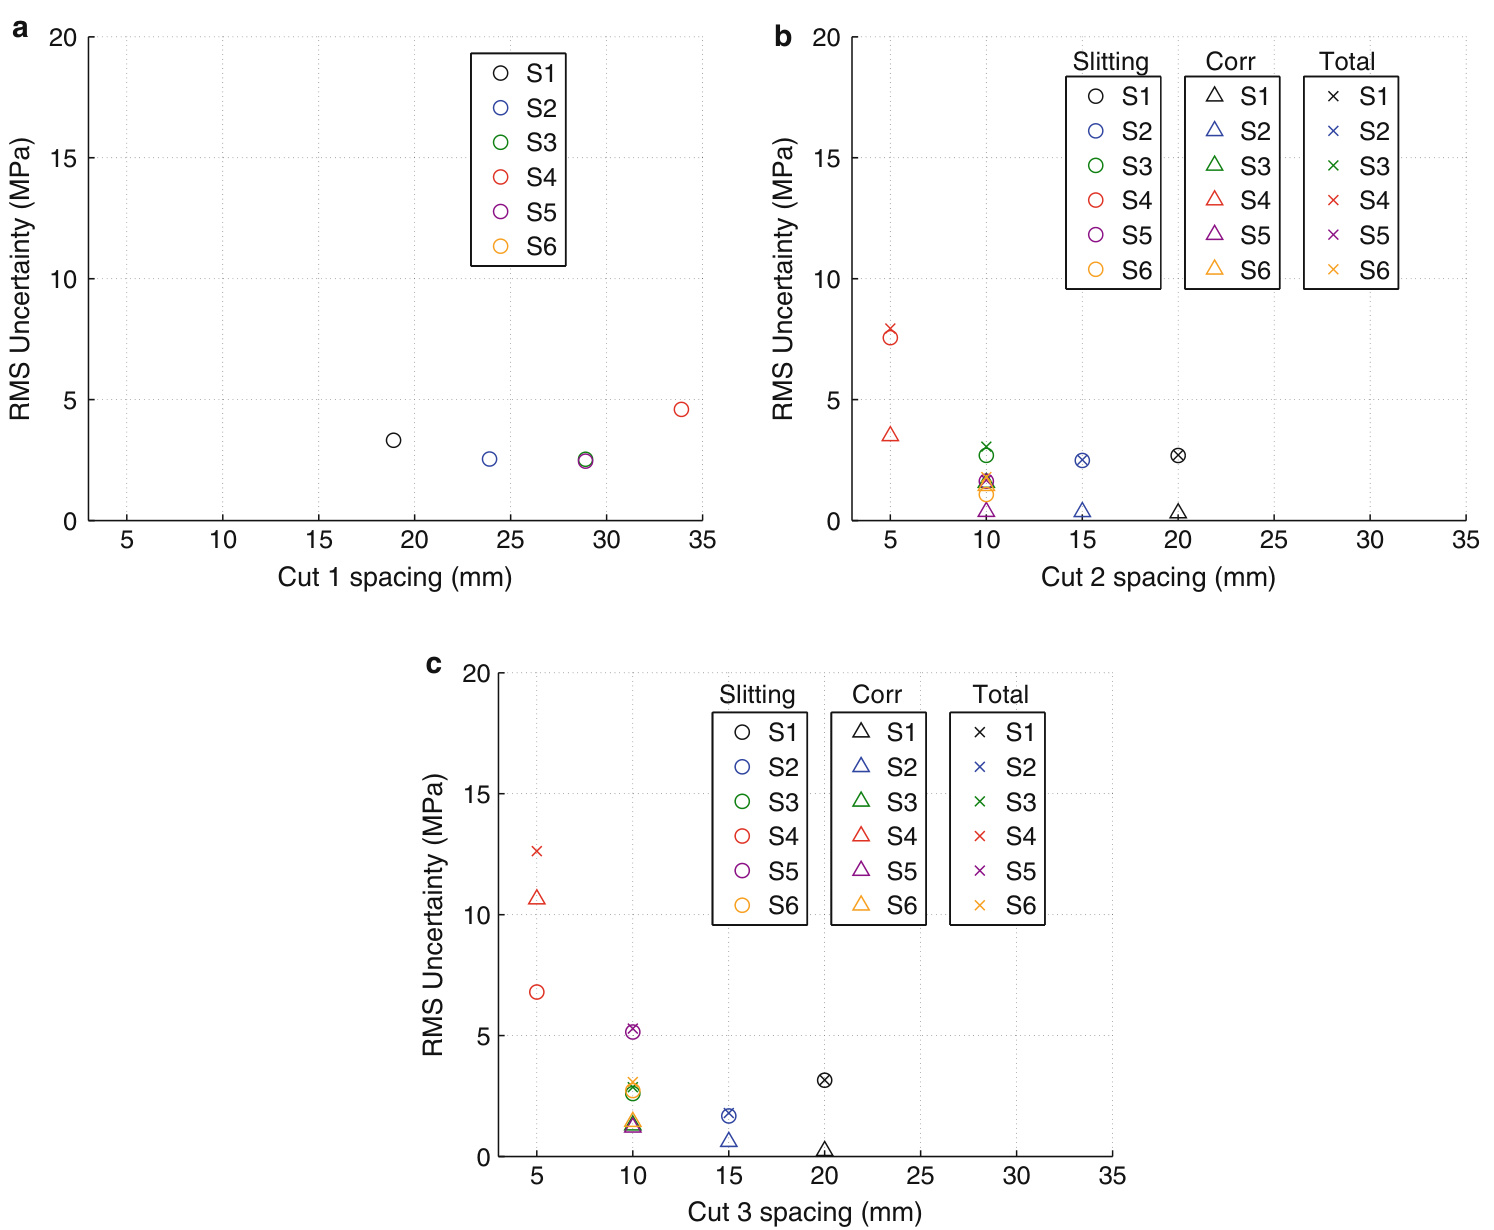 a
20
15
10
5
0
RMS Uncertainty (MPa)
S1
S2
S3
S4
S5
S6
5 10 15 20 25 30 35
Cut 1 spacing (mm)
b
20
15
10
5
0
RMS Uncertainty (MPa)
Slitting Corr Total
S1 S1 S1
S2 S2 S2
S3 S3 S3
S4 S4 S4
S5 S5 S5
S6 S6 S6
5 10 15 20 25 30 35
Cut 2 spacing (mm)
c
20
15
10
5
0
RMS Uncertainty (MPa)
Slitting Corr Total
S1 S1 S1
S2 S2 S2
S3 S3 S3
S4 S4 S4
S5 S5 S5
S6 S6 S6
5 10 15 20 25 30 35
Cut 3 spacing (mm)